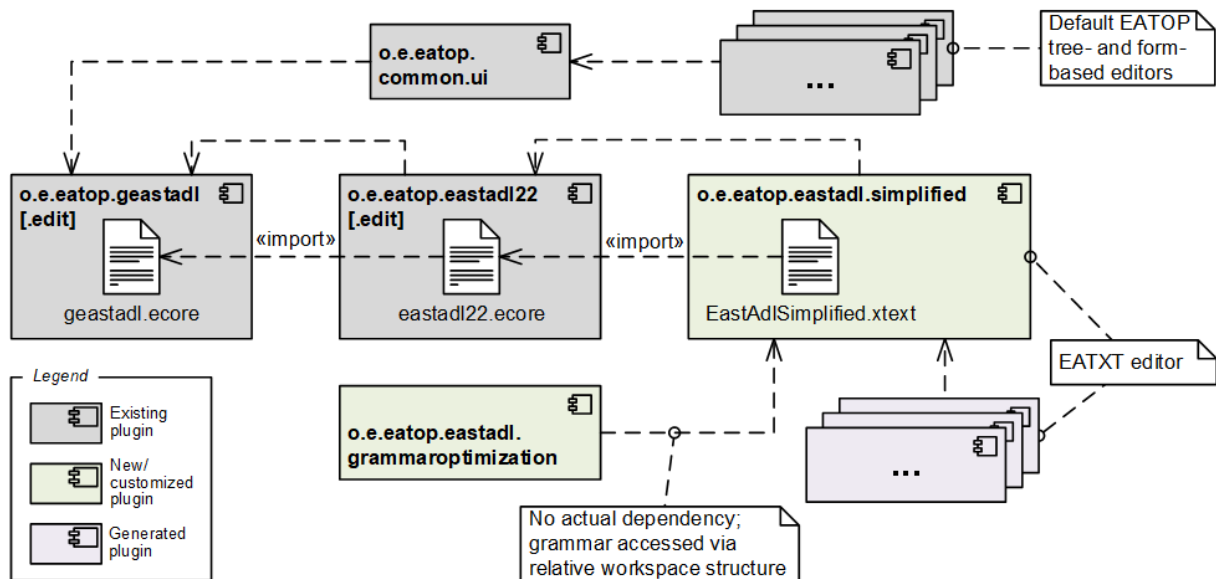 o.e.eatop.
common.ui
...
Default EATOP
tree- and form-
based editors
o.e.eatop.geastadl
[.edit]
geastadl.ecore
«import»
o.e.eatop.eastadl22
[.edit]
eastadl22.ecore
«import»
o.e.eatop.eastadl.simplified
EastAdlSimplified.xtext
EATXT editor
Legend
Existing
plugin
New/
customized
plugin
Generated
plugin
o.e.eatop.eastadl.
grammaroptimization
...
No actual dependency;
grammar accessed via
relative workspace structure